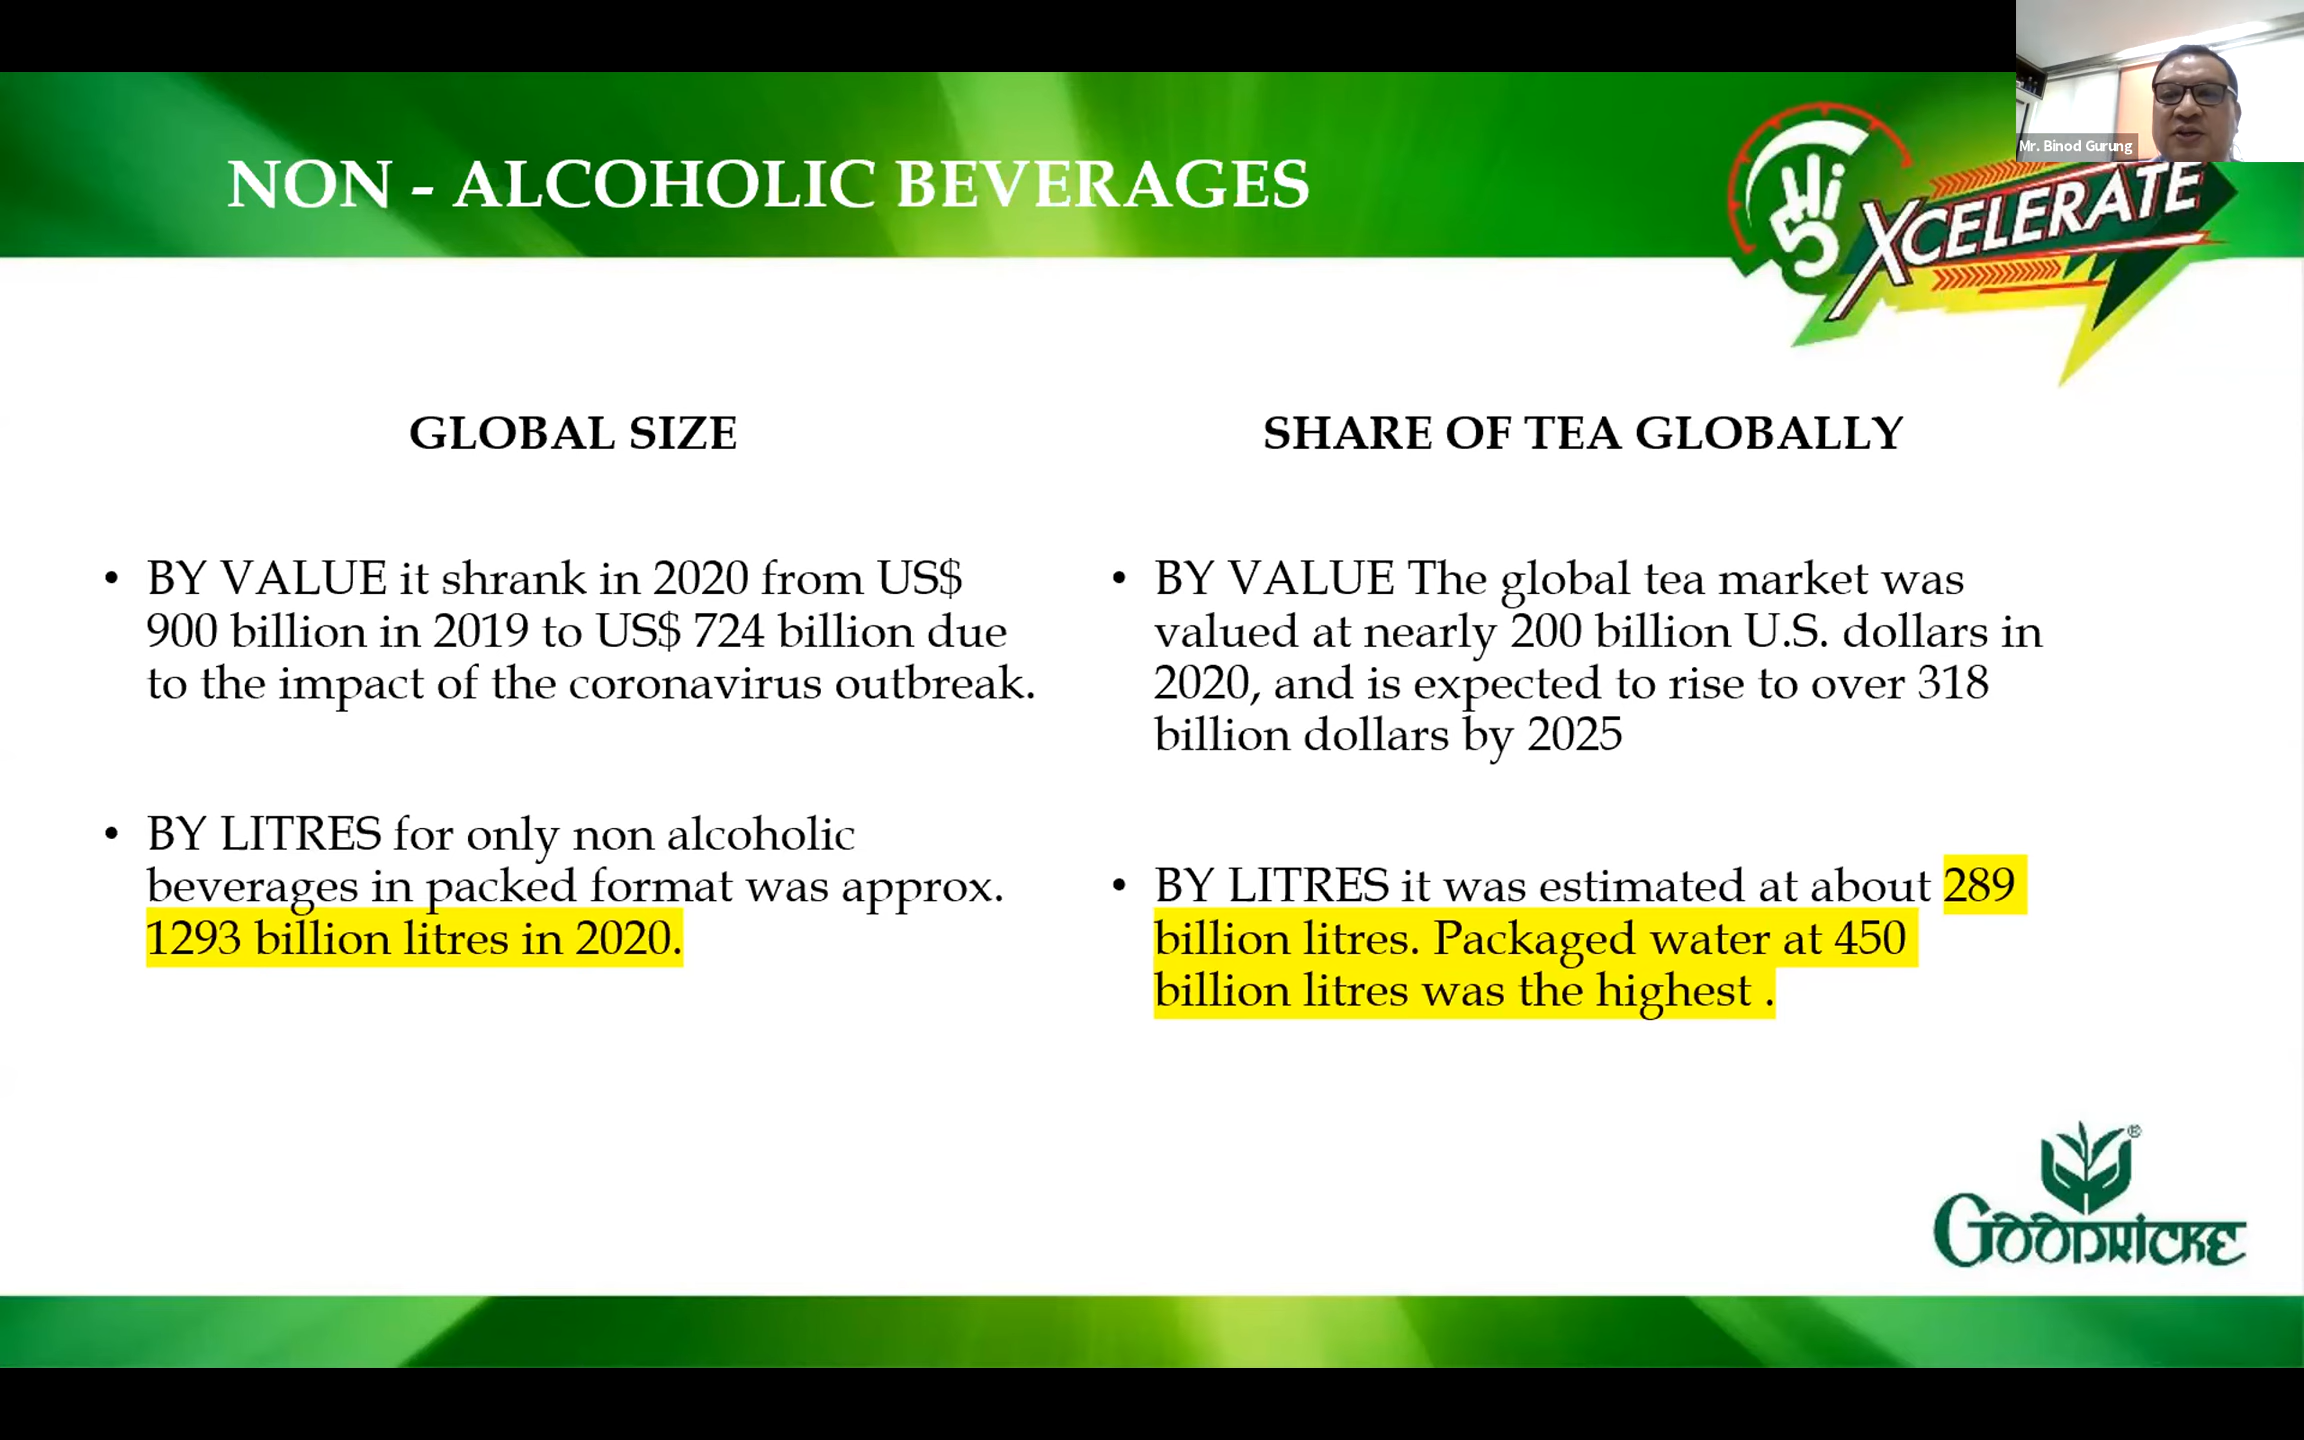 Mr. Binod Gurung
NON - ALCOHOLIC BEVERAGES
Hi
5
XCELERATE
GLOBAL SIZE
• BY VALUE it shrank in 2020 from US$
900 billion in 2019 to US$ 724 billion due
to the impact of the coronavirus outbreak.
• BY LITRES for only non alcoholic
beverages in packed format was approx.
1293 billion litres in 2020.
SHARE OF TEA GLOBALLY
• BY VALUE The global tea market was
valued at nearly 200 billion U.S. dollars in
2020, and is expected to rise to over 318
billion dollars by 2025
• BY LITRES it was estimated at about 289
billion litres. Packaged water at 450
billion litres was the highest .
®
GOODRICKE